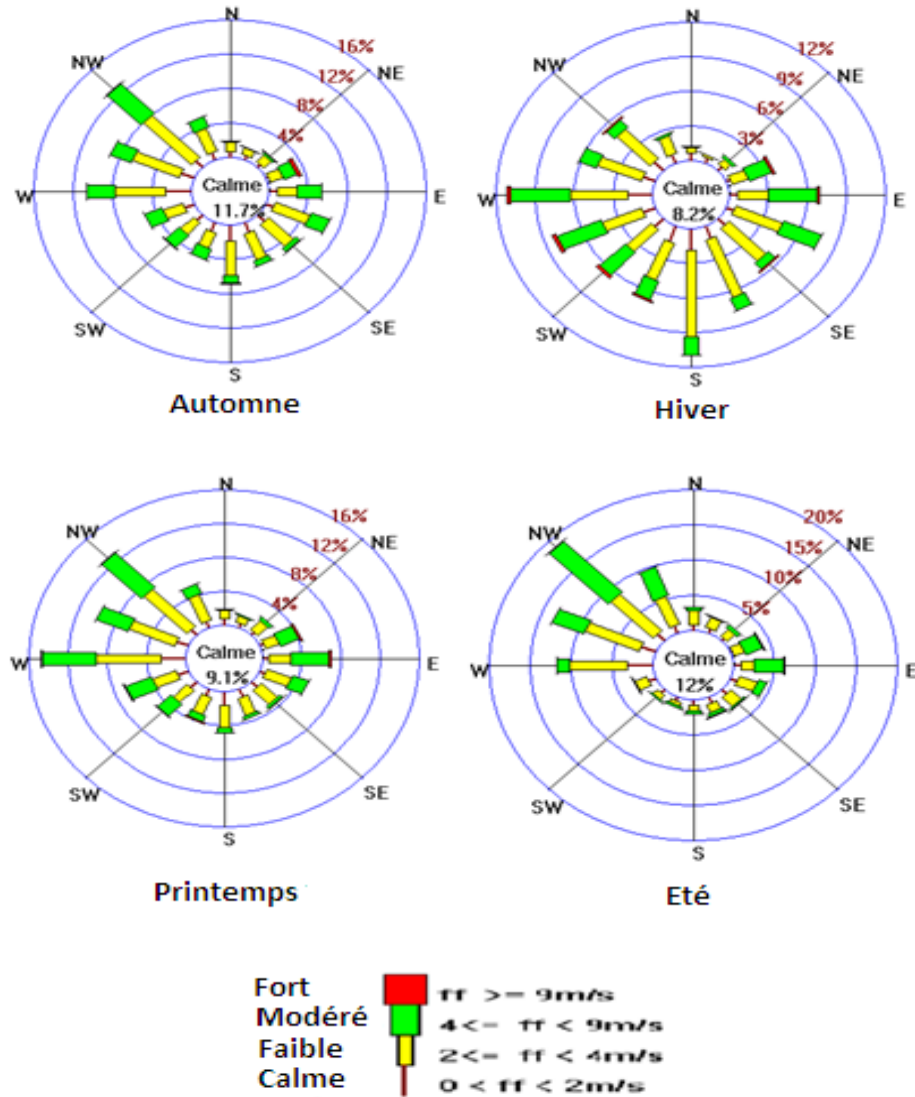 N
16%
NW
12%
NE
8%
4%
W
Calme
E
11.7%
SW
SE
S
Automne
N
12%
NW
9%
NE
6%
3%
W
Calme
E
8.2%
SW
SE
S
Hiver
N
16%
NW
12%
NE
8%
4%
W
Calme
E
9.1%
SW
SE
S
Printemps
N
20%
NW
15%
NE
10%
5%
W
Calme
E
12%
SW
SE
S
Eté
Fort ff >= 9m/s
Modéré 4<- ff < 9m/s
Faible 2<- ff < 4m/s
Calme 0 < ff < 2m/s